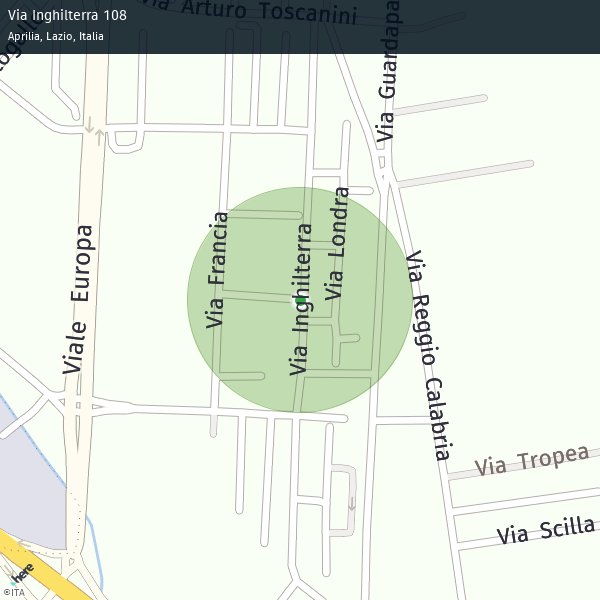 Via Inghilterra 108
Aprilia, Lazio, Italia
Via Arturo Toscanini
Via Guardapa
Viale Europa
Via Francia
Via Inghilterra
Via Londra
Via Reggio Calabria
Via Tropea
Via Scilla
here
©ITA